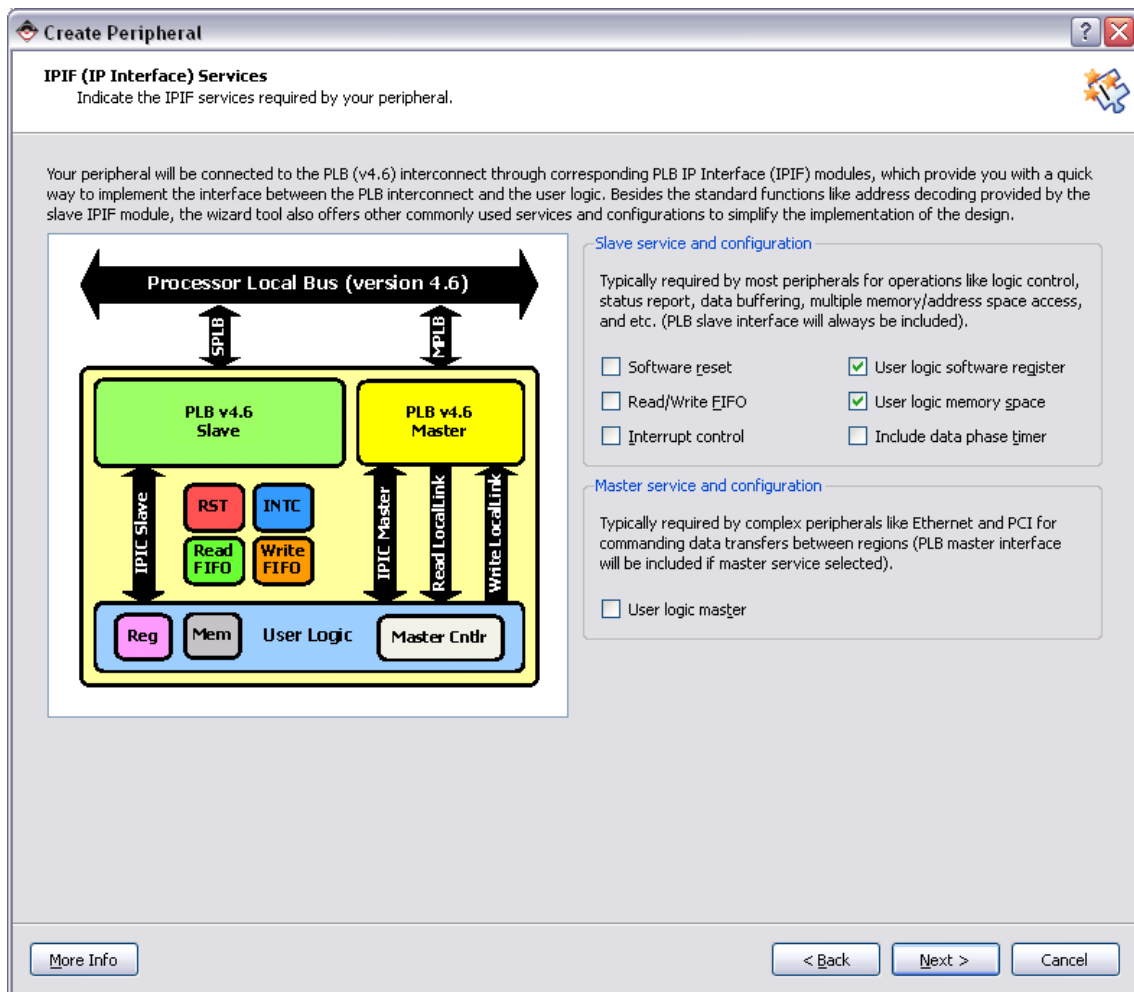 Create Peripheral
IPIF (IP Interface) Services
Indicate the IPIF services required by your peripheral.
Your peripheral will be connected to the PLB (v4.6) interconnect through corresponding PLB IP Interface (IPIF) modules, which provide you with a quick
way to implement the interface between the PLB interconnect and the user logic. Besides the standard functions like address decoding provided by the
slave IPIF module, the wizard tool also offers other commonly used services and configurations to simplify the implementation of the design.
Processor Local Bus (version 4.6)
SPLB
MPLB
PLB v4.6
Slave
PLB v4.6
Master
IPIC Slave
RST
INTC
Read
FIFO
Write
FIFO
IPIC Master
Read LocalLink
Write LocalLink
Reg
Mem
User Logic
Master Cntlr
Slave service and configuration
Typically required by most peripherals for operations like logic control,
status report, data buffering, multiple memory/address space access,
and etc. (PLB slave interface will always be included).
Software reset
User logic software register
Read/Write FIFO
User logic memory space
Interrupt control
Include data phase timer
Master service and configuration
Typically required by complex peripherals like Ethernet and PCI for
commanding data transfers between regions (PLB master interface
will be included if master service selected).
User logic master
More Info
< Back
Next >
Cancel